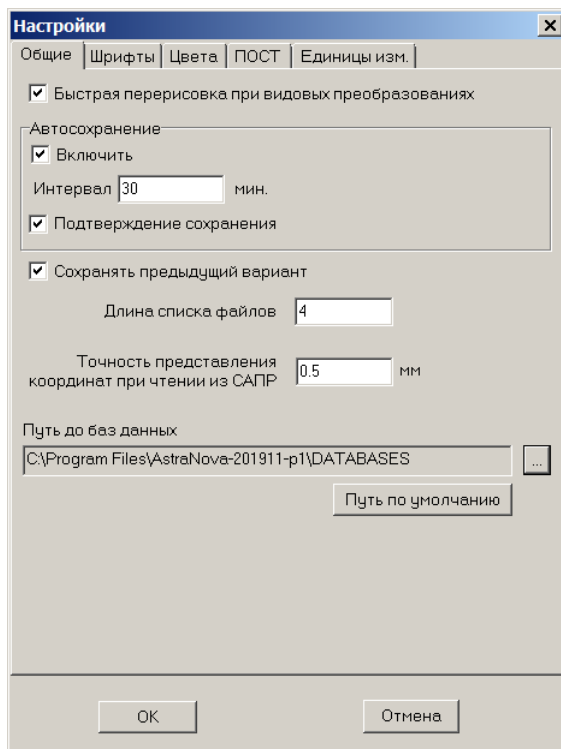 Настройки
Общие Шрифты Цвета ПОСТ Единицы изм.
Быстрая перерисовка при видовых преобразованиях
Автосохранение
Включить
Интервал 30 мин.
Подтверждение сохранения
Сохранять предыдущий вариант
Длина списка файлов 4
Точность представления
координат при чтении из САПР 0.5 мм
Путь до баз данных
C:\Program Files\AstraNova-201911-p1\DATABASES ...
Путь по умолчанию
OK Отмена